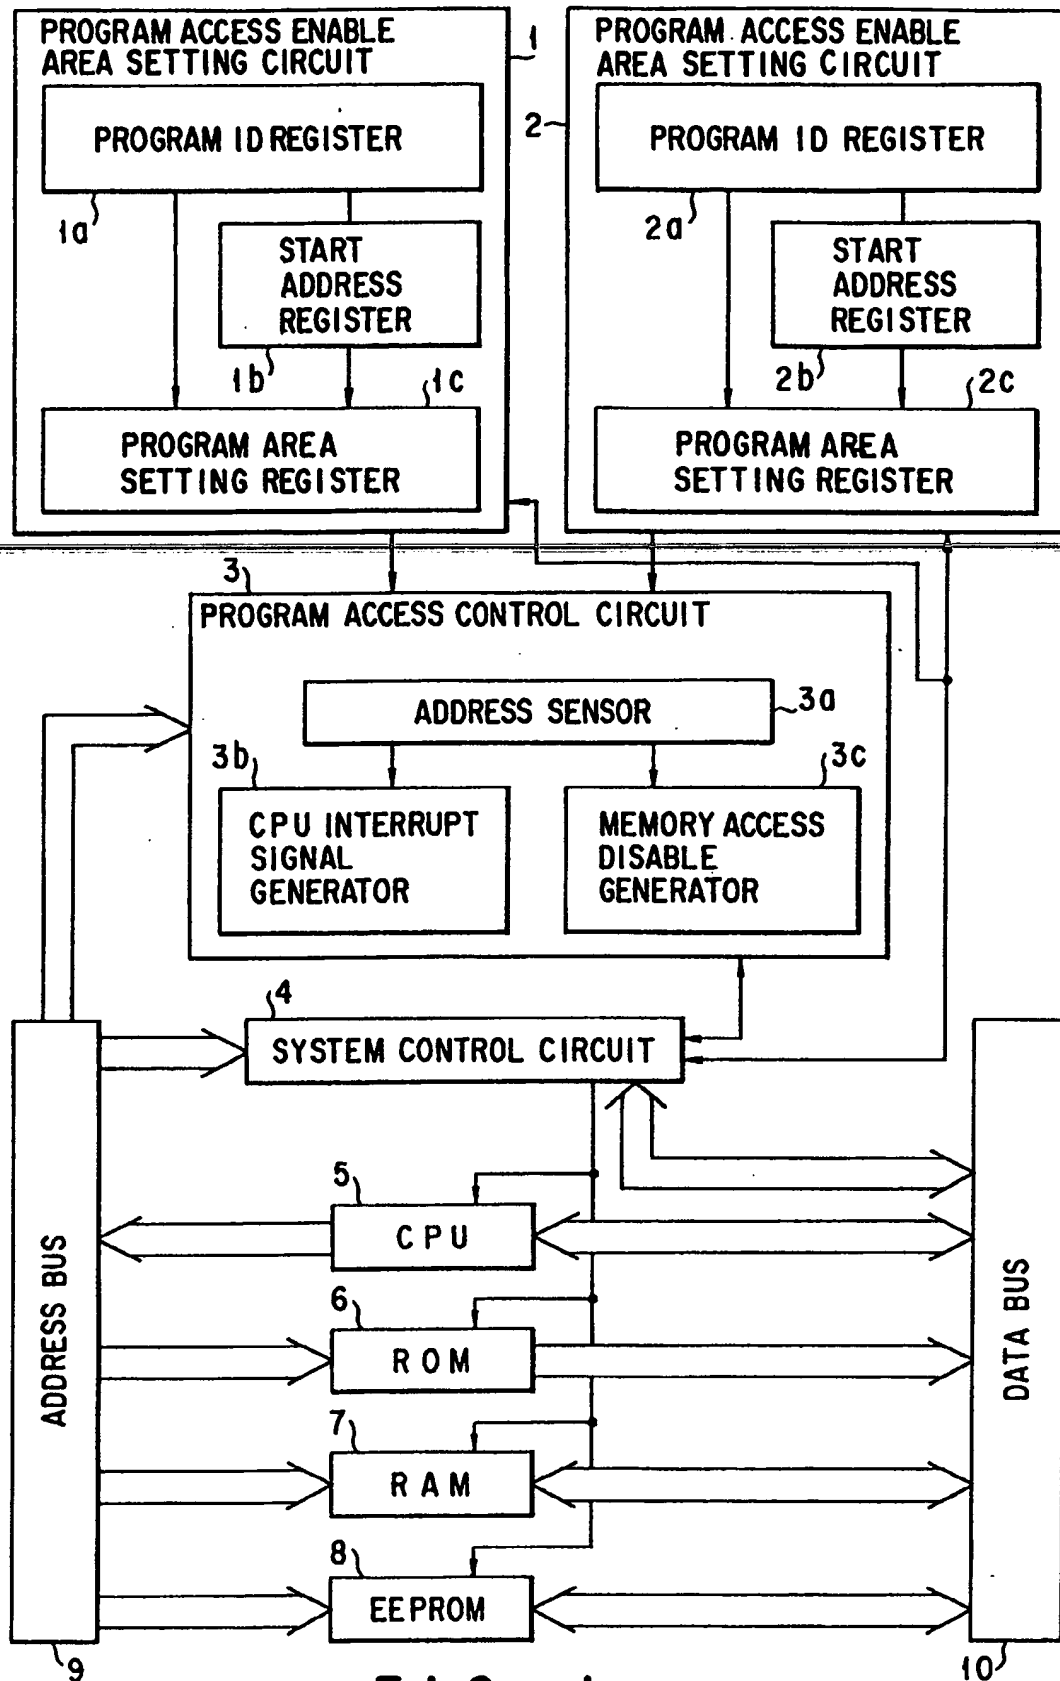 PROGRAM ACCESS ENABLE
AREA SETTING CIRCUIT
1
PROGRAM ID REGISTER
1a
START
ADDRESS
REGISTER
1b
1c
PROGRAM AREA
SETTING REGISTER
PROGRAM ACCESS ENABLE
AREA SETTING CIRCUIT
2
PROGRAM ID REGISTER
2a
START
ADDRESS
REGISTER
2b
2c
PROGRAM AREA
SETTING REGISTER
3
PROGRAM ACCESS CONTROL CIRCUIT
ADDRESS SENSOR
3a
3b
CPU INTERRUPT
SIGNAL
GENERATOR
3c
MEMORY ACCESS
DISABLE
GENERATOR
4
SYSTEM CONTROL CIRCUIT
5
CPU
6
ROM
7
RAM
8
EEPROM
ADDRESS BUS
9
DATA BUS
10